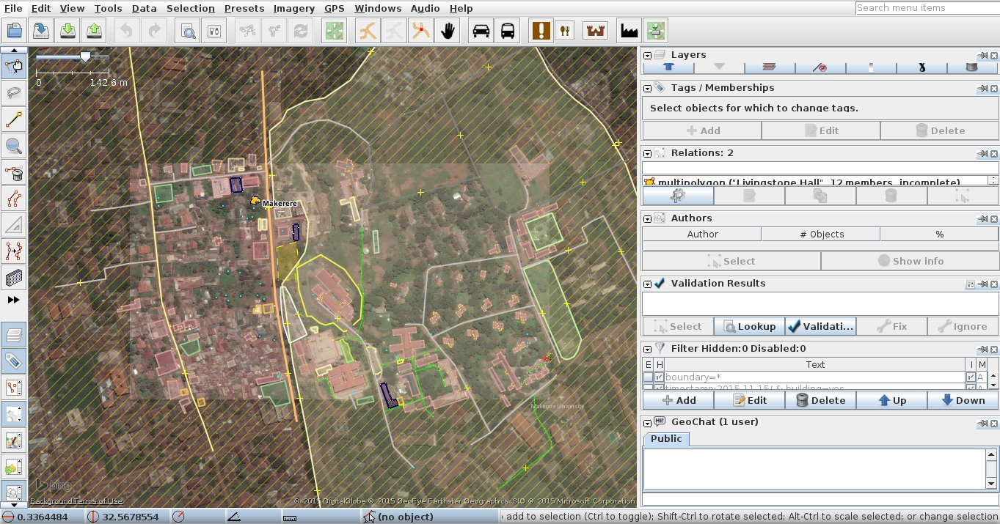 File Edit View Tools Data Selection Presets Imagery GPS Windows Audio Help
Search menu items
0 142.6 m
Makerere
Makerere University
bing
Background Terms of Use
© 2015 DigitalGlobe © 2015 GeoEye Earthstar Geographics SIO © 2015 Microsoft Corporation
Layers
Tags / Memberships
Select objects for which to change tags.
Add Edit Delete
Relations: 2
multipolygon ("Livingstone Hall", 12 members, incomplete)
Authors
Author # Objects %
Select Show info
Validation Results
Select Lookup Validati... Fix Ignore
Filter Hidden:0 Disabled:0
E H Text I M
boundary=* A
timestamp:2015-11-15/ & building=yes
Add Edit Delete Up Down
Hi! GeoChat (1 user)
Public
0.3364484 32.5678554 (no object) add to selection (Ctrl to toggle); Shift-Ctrl to rotate selected; Alt-Ctrl to scale selected; or change selection